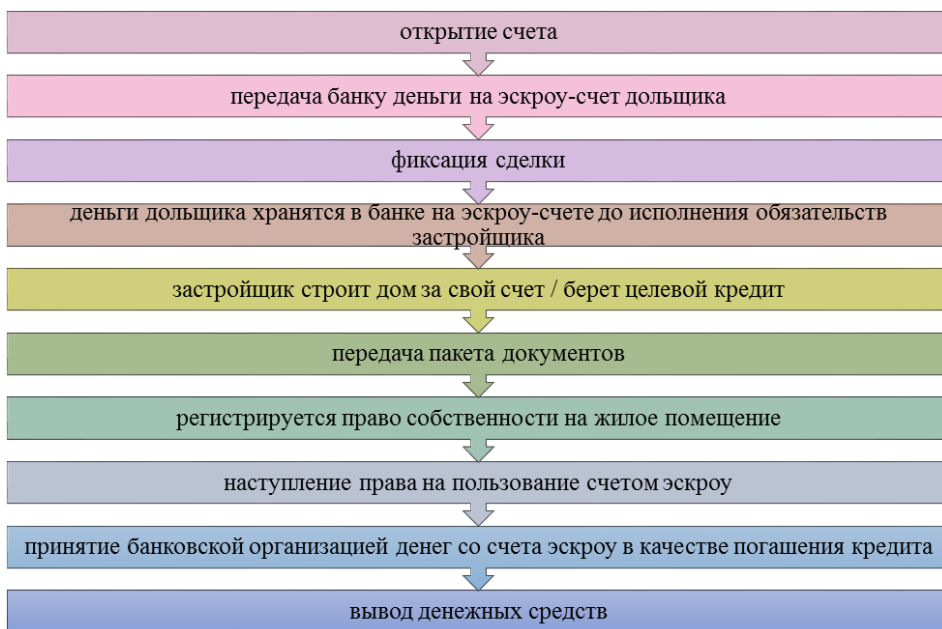 открытие счета
передача банку деньги на эскроу-счет дольщика
фиксация сделки
деньги дольщика хранятся в банке на эскроу-счете до исполнения обязательств
застройщика
застройщик строит дом за свой счет / берет целевой кредит
передача пакета документов
регистрируется право собственности на жилое помещение
наступление права на пользование счетом эскроу
принятие банковской организацией денег со счета эскроу в качестве погашения кредита
вывод денежных средств